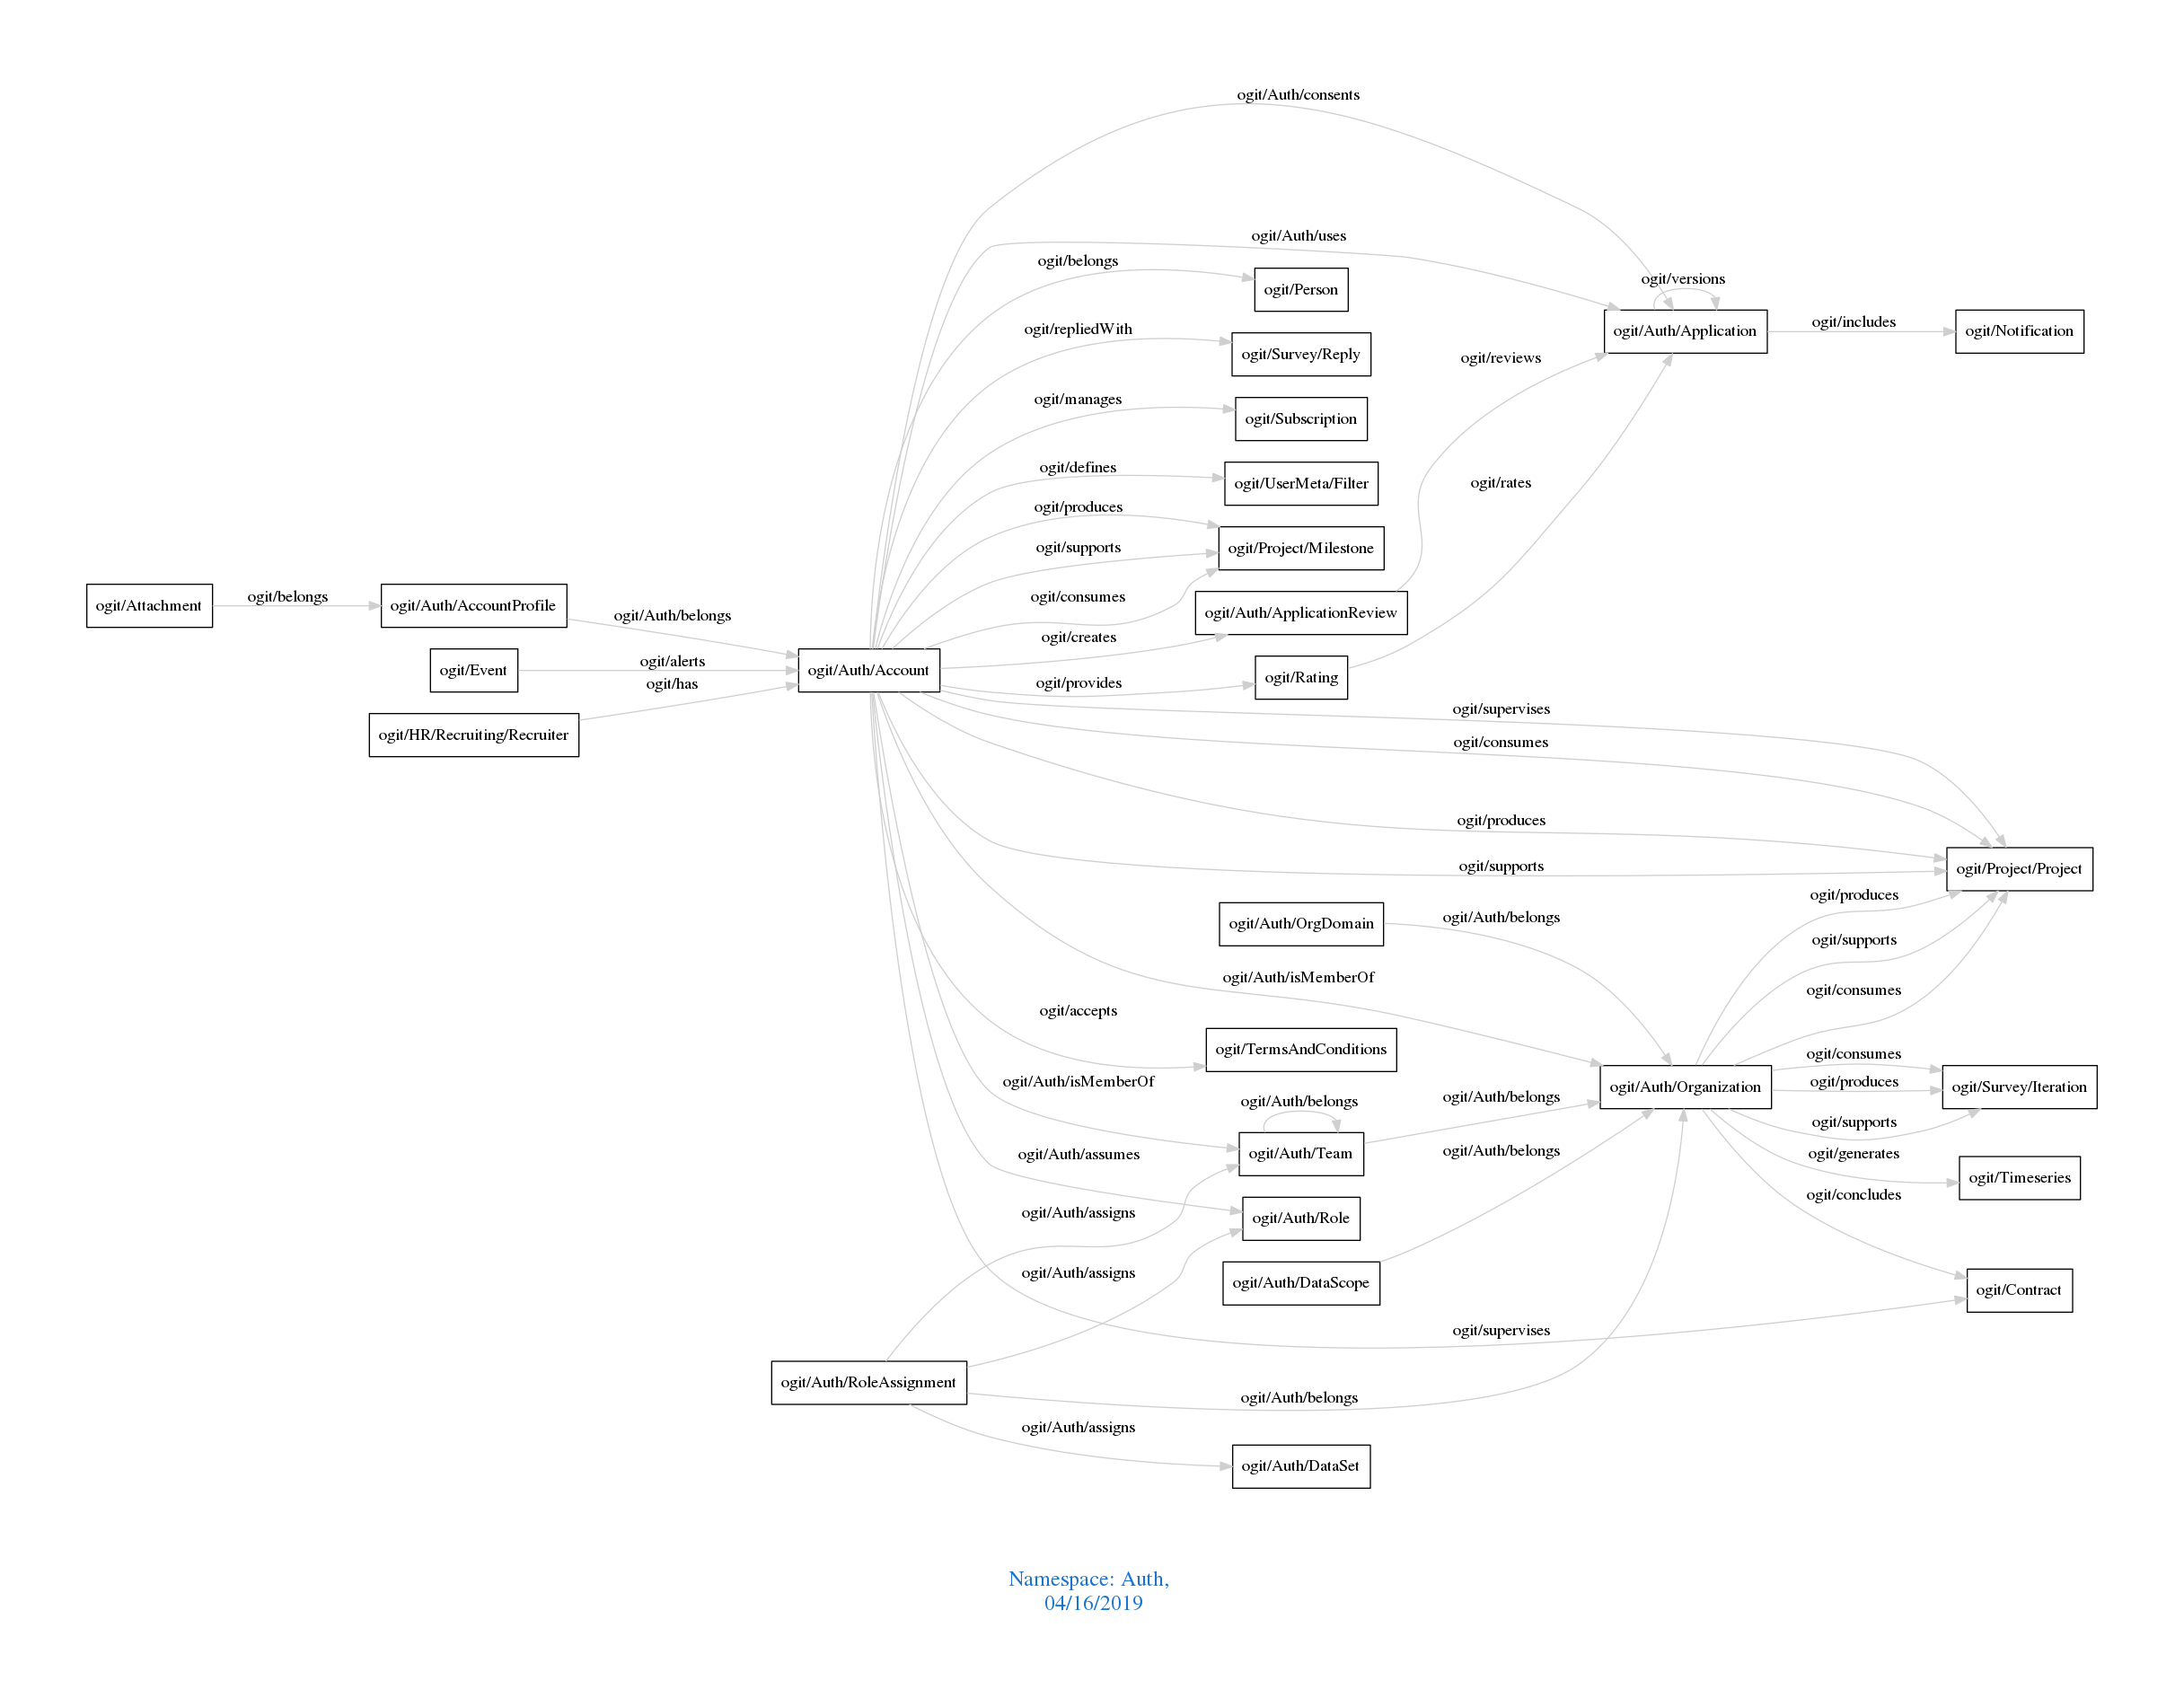 ogit/Auth/consents
ogit/Auth/uses
ogit/belongs
ogit/Person
ogit/versions
ogit/Auth/Application
ogit/includes
ogit/Notification
ogit/repliedWith
ogit/Survey/Reply
ogit/reviews
ogit/manages
ogit/Subscription
ogit/defines
ogit/UserMeta/Filter
ogit/rates
ogit/produces
ogit/supports
ogit/Project/Milestone
ogit/consumes
ogit/Attachment
ogit/belongs
ogit/Auth/AccountProfile
ogit/Auth/belongs
ogit/Auth/ApplicationReview
ogit/creates
ogit/Event
ogit/alerts
ogit/has
ogit/Auth/Account
ogit/provides
ogit/Rating
ogit/HR/Recruiting/Recruiter
ogit/supervises
ogit/consumes
ogit/produces
ogit/supports
ogit/Project/Project
ogit/produces
ogit/Auth/OrgDomain
ogit/Auth/belongs
ogit/supports
ogit/Auth/isMemberOf
ogit/consumes
ogit/accepts
ogit/TermsAndConditions
ogit/consumes
ogit/Auth/isMemberOf
ogit/Auth/Organization
ogit/produces
ogit/Survey/Iteration
ogit/Auth/belongs
ogit/Auth/belongs
ogit/supports
ogit/Auth/assumes
ogit/Auth/Team
ogit/Auth/belongs
ogit/generates
ogit/Timeseries
ogit/concludes
ogit/Auth/assigns
ogit/Auth/Role
ogit/Auth/assigns
ogit/Auth/DataScope
ogit/Contract
ogit/supervises
ogit/Auth/RoleAssignment
ogit/Auth/belongs
ogit/Auth/assigns
ogit/Auth/DataSet
Namespace: Auth,
04/16/2019